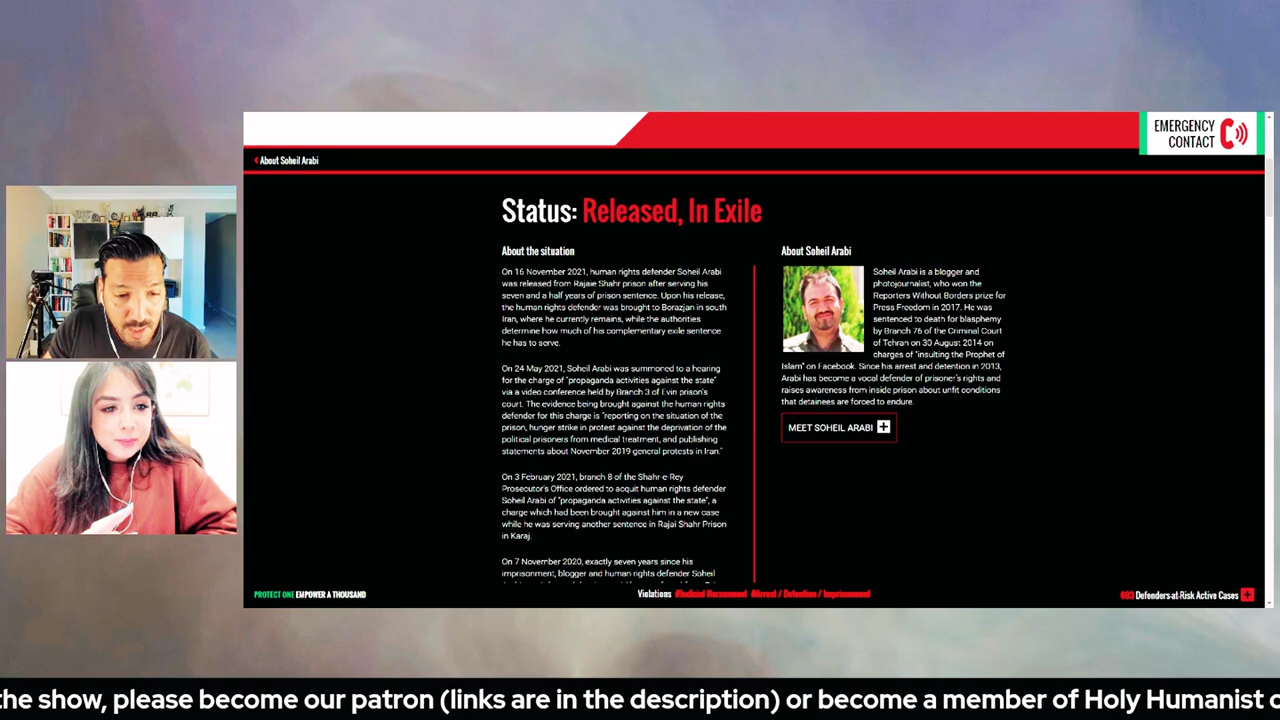 EMERGENCY
CONTACT
About Soheil Arabi
Status: Released, In Exile
About the situation
On 16 November 2021, human rights defender Soheil Arabi
was released from Rajaie Shahr prison after serving his
seven and a half years of prison sentence. Upon his release,
the human rights defender was brought to Borazjan in south
Iran, where he currently remains, while the authorities
determine how much of his complementary exile sentence
he has to serve.
On 24 May 2021, Soheil Arabi was summoned to a hearing
for the charge of "propaganda activities against the state"
via a video conference held by Branch 3 of Evin prison's
court. The evidence being brought against the human rights
defender for this charge is "reporting on the situation of the
prison, hunger strike in protest against the deprivation of the
political prisoners from medical treatment, and publishing
statements about November 2019 general protests in Iran."
On 3 February 2021, branch 8 of the Shahr-e-Rey
Prosecutor's Office ordered to acquit human rights defender
Soheil Arabi of "propaganda activities against the state", a
charge which had been brought against him in a new case
while he was serving another sentence in Rajai Shahr Prison
in Karaj.
On 7 November 2020, exactly seven years since his
imprisonment, blogger and human rights defender Soheil
About Soheil Arabi
Soheil Arabi is a blogger and
photojournalist, who won the
Reporters Without Borders prize for
Press Freedom in 2017. He was
sentenced to death for blasphemy
by Branch 76 of the Criminal Court
of Tehran on 30 August 2014 on
charges of "insulting the Prophet of
Islam" on Facebook. Since his arrest and detention in 2013,
Arabi has become a vocal defender of prisoner's rights and
raises awareness from inside prison about unfit conditions
that detainees are forced to endure.
MEET SOHEIL ARABI +
PROTECT ONE EMPOWER A THOUSAND
Violations #Judicial Harassment #Arrest / Detention / Imprisonment
693 Defenders-at-Risk Active Cases +
the show, please become our patron (links are in the description) or become a member of Holy Humanist